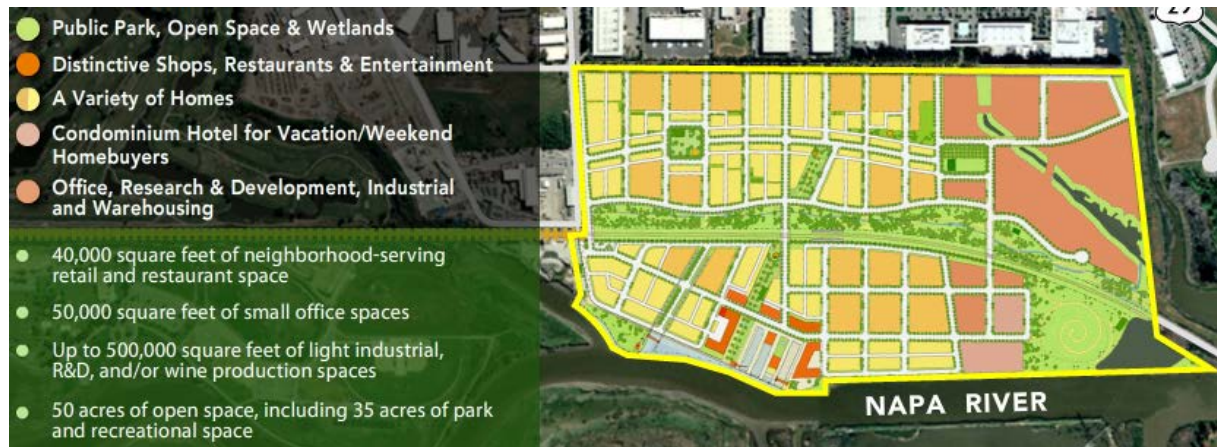 Public Park, Open Space & Wetlands
Distinctive Shops, Restaurants & Entertainment
A Variety of Homes
Condominium Hotel for Vacation/Weekend
Homebuyers
Office, Research & Development, Industrial
and Warehousing
40,000 square feet of neighborhood-serving
retail and restaurant space
50,000 square feet of small office spaces
Up to 500,000 square feet of light industrial,
R&D, and/or wine production spaces
50 acres of open space, including 35 acres of park
and recreational space
29
NAPA RIVER